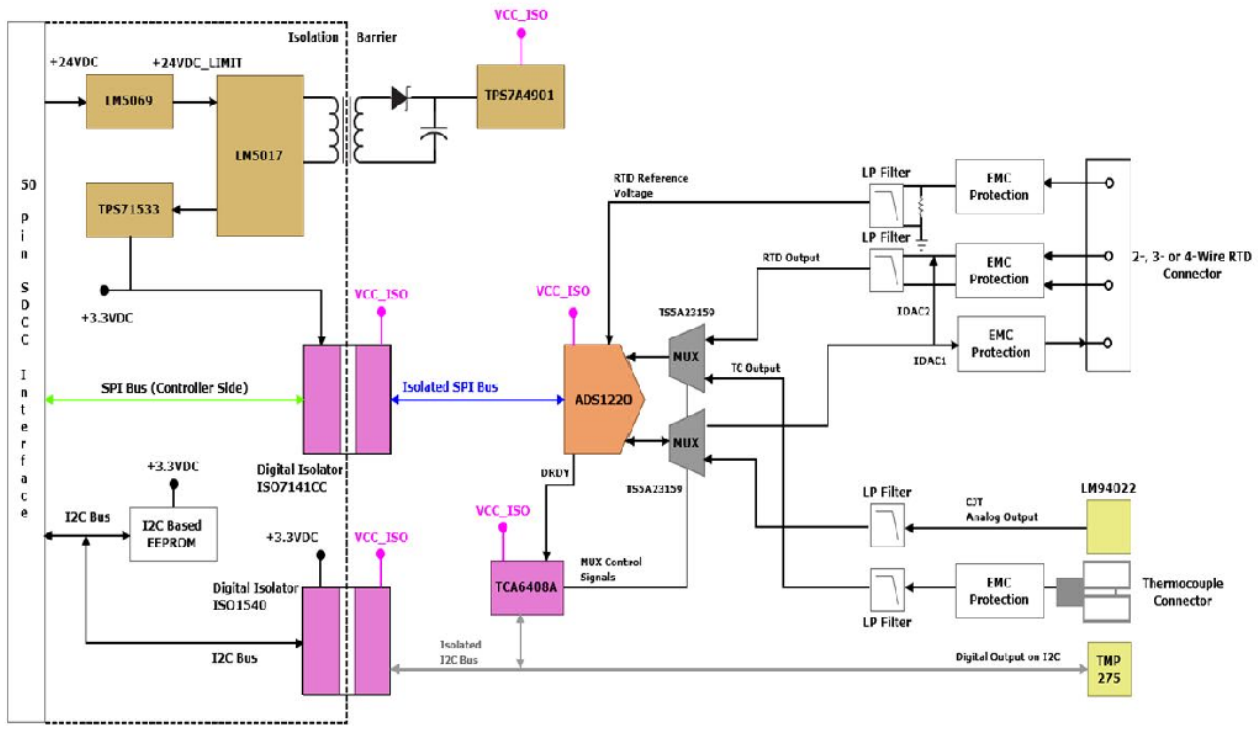 VCC_ISO
Isolation Barrier
+24VDC
+24VDC_LIMIT
LM5069
TPS7A4901
LM5017
50 Pin SDCC Interface
TPS71533
+3.3VDC
VCC_ISO
SPI Bus (Controller Side)
Isolated SPI Bus
Digital Isolator
ISO7141CC
VCC_ISO
ADS1220
DRDY
RTD Reference
Voltage
LP Filter
EMC
Protection
LP Filter
RTD Output
EMC
Protection
2-, 3- or 4-Wire RTD
Connector
IDAC2
IDAC1
EMC
Protection
TS5A23159
MUX
TC Output
MUX
TS5A23159
+3.3VDC
I2C Bus
I2C Based
EEPROM
+3.3VDC
VCC_ISO
Digital Isolator
ISO1540
I2C Bus
VCC_ISO
TCA6408A
MUX Control
Signals
Isolated
I2C Bus
LP Filter
CJT
Analog Output
LM94022
LP Filter
EMC
Protection
Thermocouple
Connector
Digital Output on I2C
TMP
275